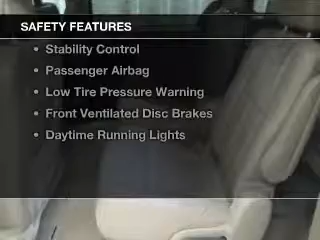 SAFETY FEATURES
• Stability Control
• Passenger Airbag
• Low Tire Pressure Warning
• Front Ventilated Disc Brakes
• Daytime Running Lights